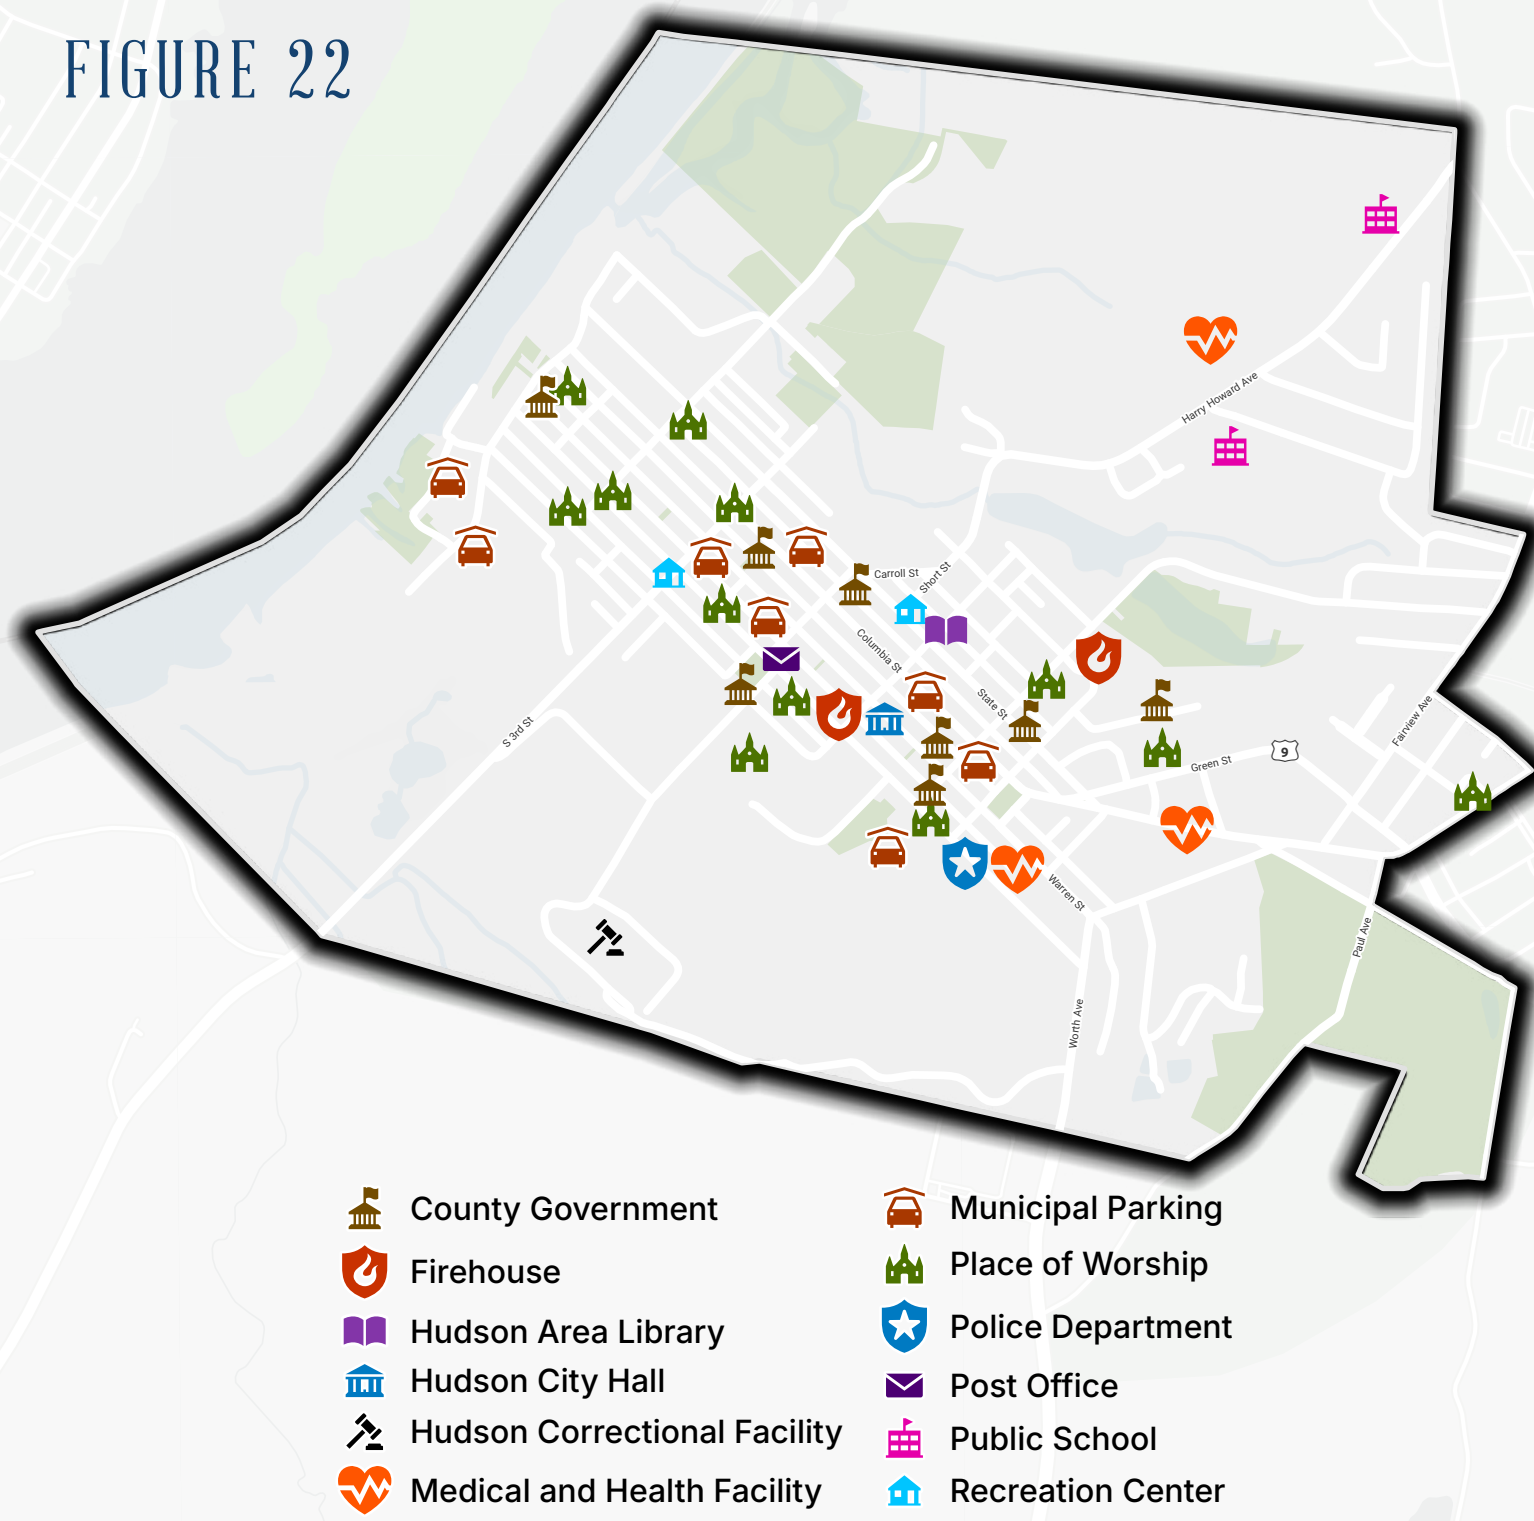 FIGURE 22
Harry Howard Ave
Carroll St
Short St
Columbia St
State St
S 3rd St
Fairview Ave
9
Green St
Warren St
Paul Ave
Worth Ave
County Government
Firehouse
Hudson Area Library
Hudson City Hall
Hudson Correctional Facility
Medical and Health Facility
Municipal Parking
Place of Worship
Police Department
Post Office
Public School
Recreation Center